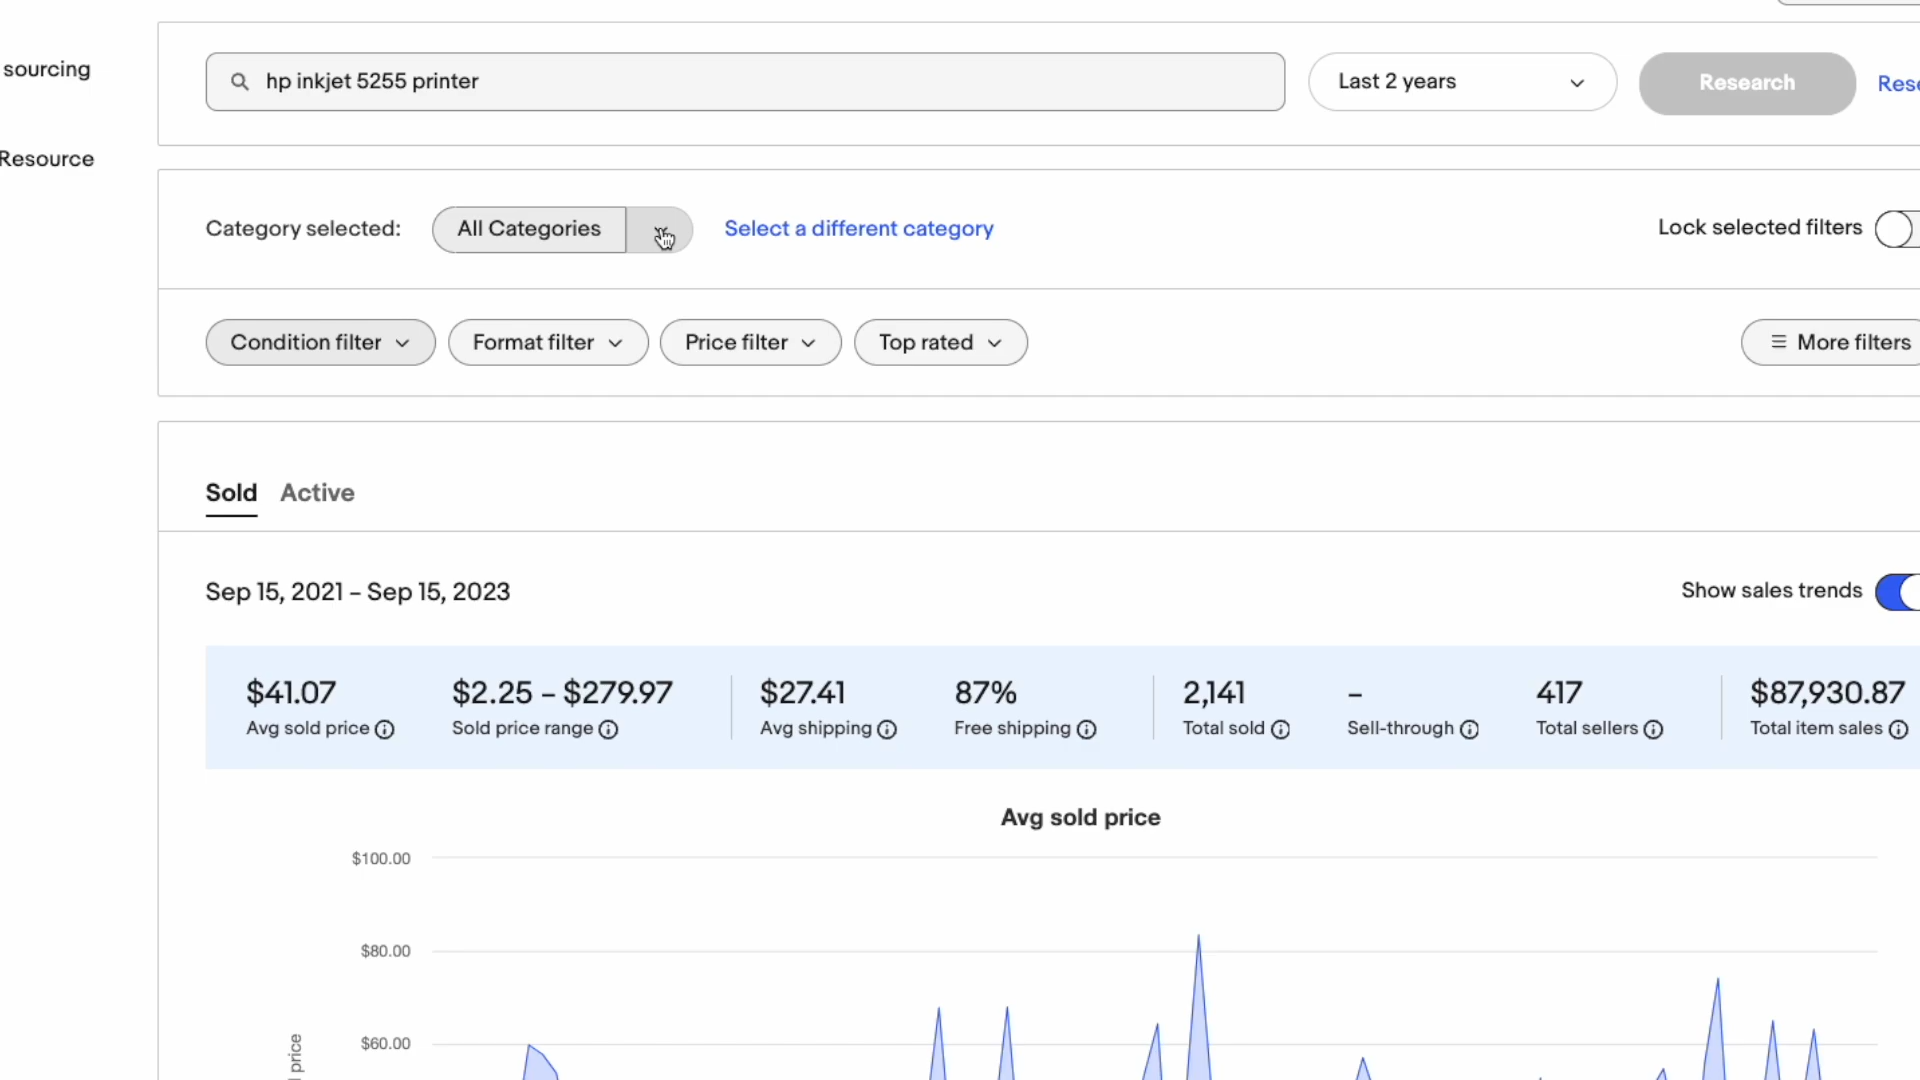 sourcing
Resource
hp inkjet 5255 printer
Last 2 years
Research
Category selected:
All Categories
Select a different category
Lock selected filters
Condition filter
Format filter
Price filter
Top rated
More filters
Sold
Active
Sep 15, 2021 – Sep 15, 2023
Show sales trends
$41.07
Avg sold price
$2.25 – $279.97
Sold price range
$27.41
Avg shipping
87%
Free shipping
2,141
Total sold
–
Sell-through
417
Total sellers
$87,930.87
Total item sales
Avg sold price
$100.00
$80.00
$60.00
price